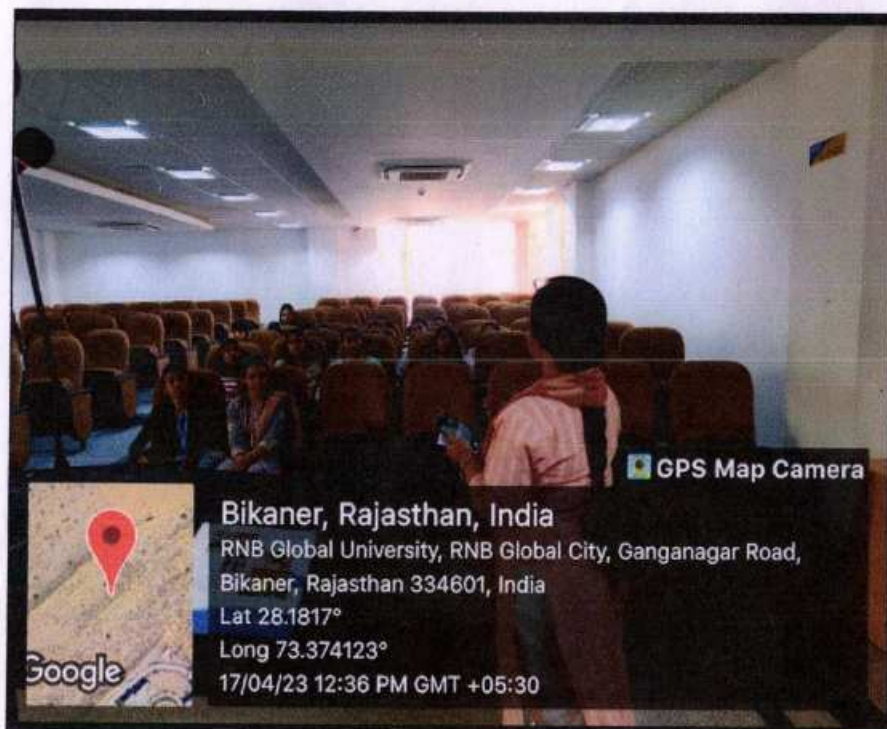 GPS Map Camera
Bikaner, Rajasthan, India
RNB Global University, RNB Global City, Ganganagar Road,
Bikaner, Rajasthan 334601, India
Lat 28.1817°
Long 73.374123°
17/04/23 12:36 PM GMT +05:30
Google